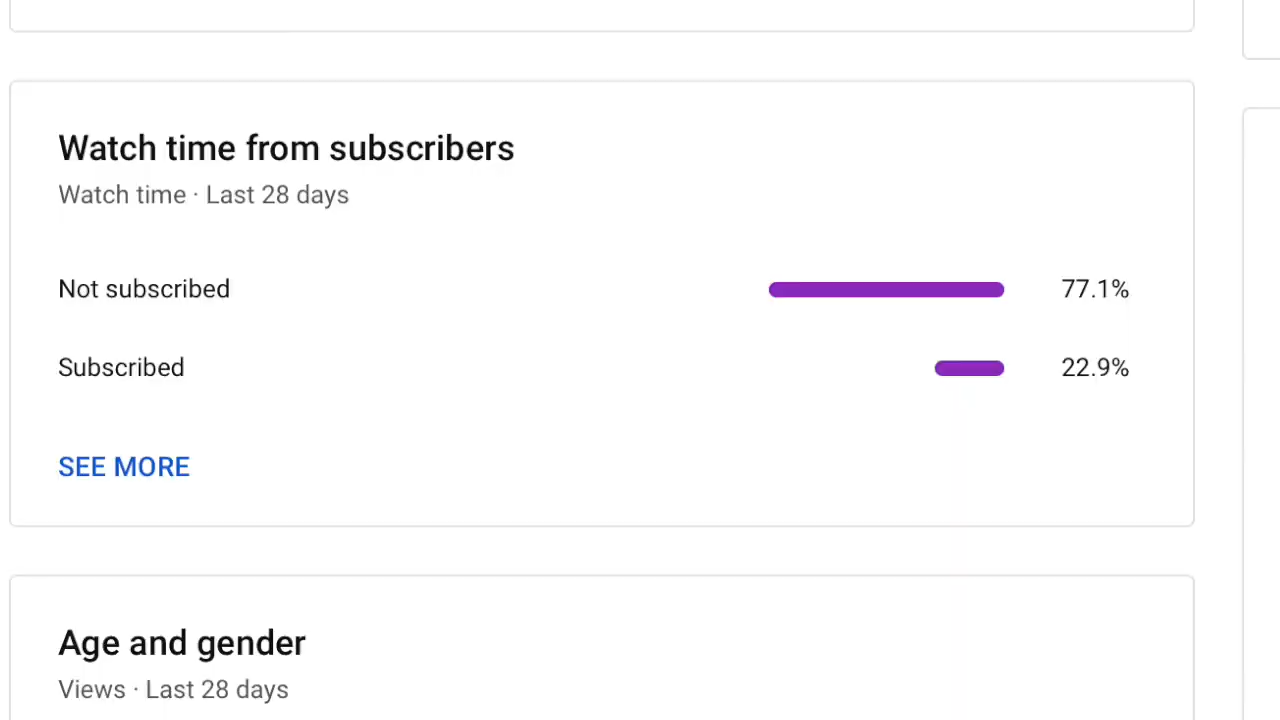 Watch time from subscribers
Watch time · Last 28 days
Not subscribed 77.1%
Subscribed 22.9%
SEE MORE
Age and gender
Views · Last 28 days